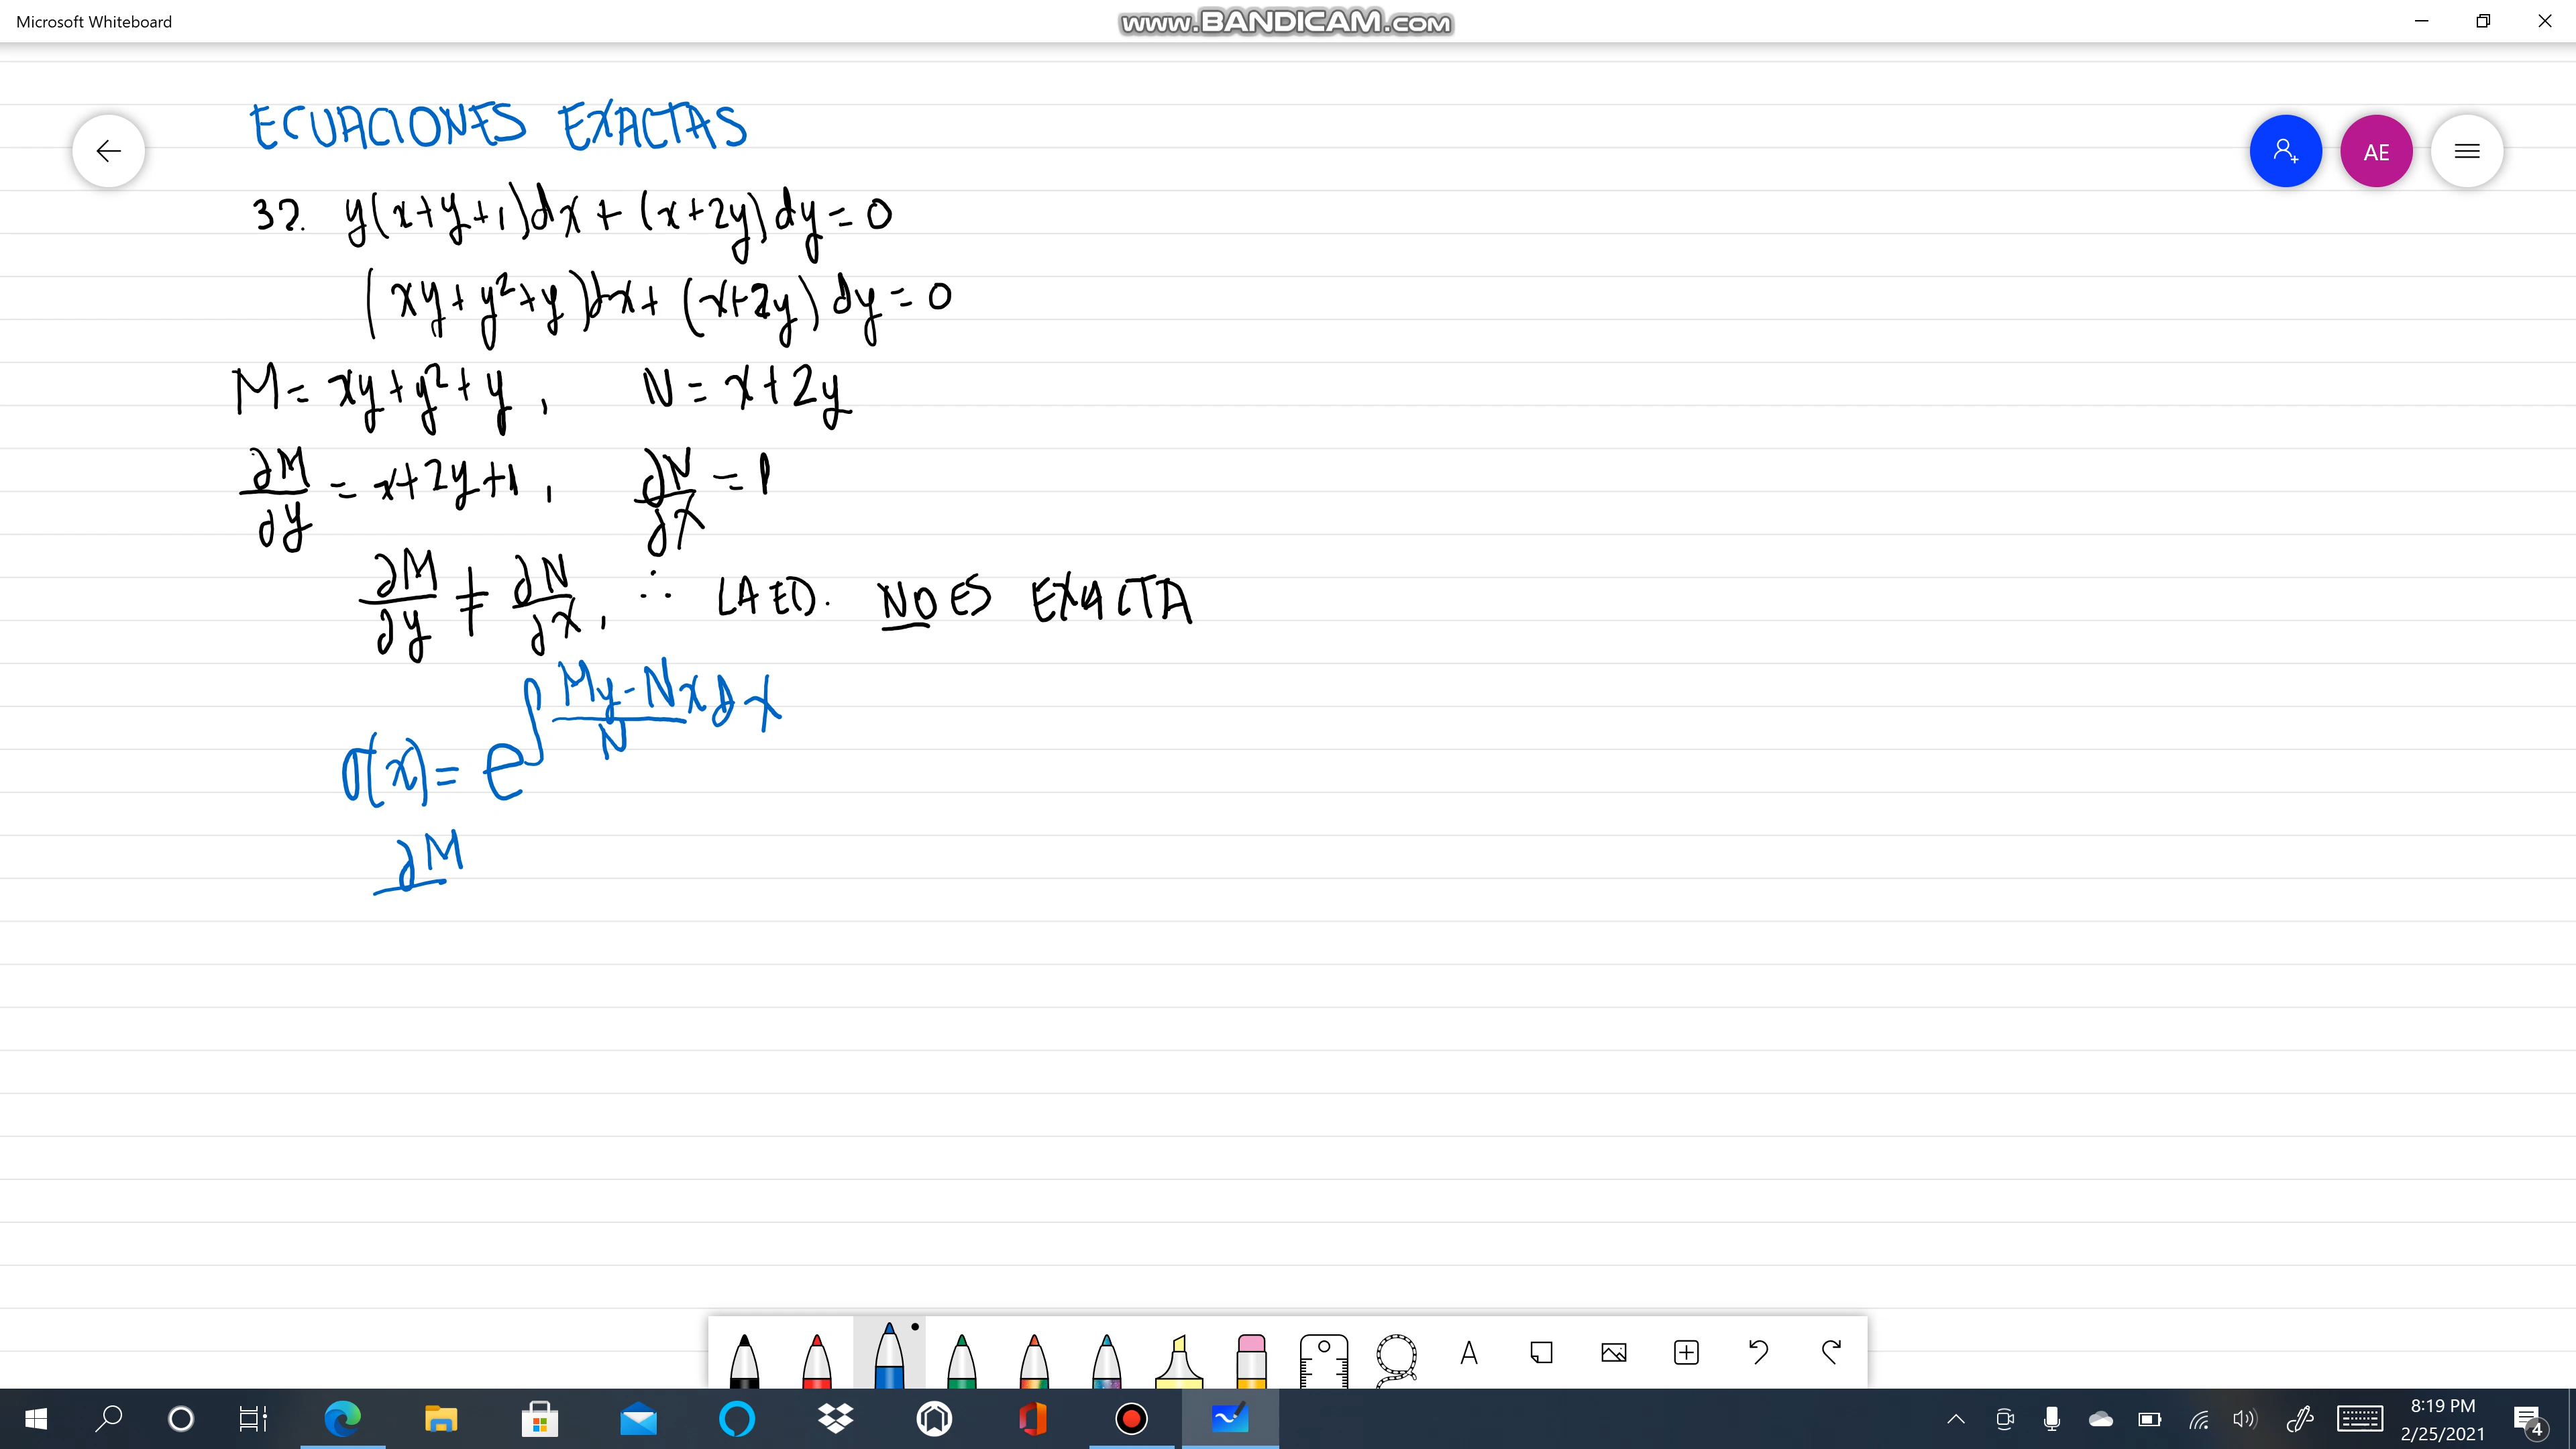 Microsoft Whiteboard
www.BANDICAM.com
ECUACIONES EXACTAS
AE
32. y(x+y+1)dx + (x+2y)dy = 0
(xy+y²+y)dx + (x+2y)dy = 0
M = xy+y²+y, N = x+2y
∂M/∂y = x+2y+1, ∂N/∂x = 1
∂M/∂y ≠ ∂N/∂x, ∴ LA ED. NO ES EXACTA
σ(x) = e^∫ (My-Nx)/N dx
∂M
A
8:19 PM
2/25/2021
4